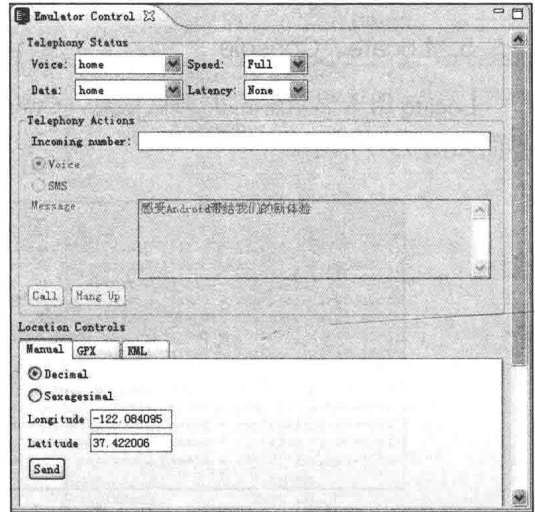 Emulator Control
Telephony Status
Voice: home Speed: Full
Data: home Latency: None
Telephony Actions
Incoming number:
Voice
SMS
Message 感受Android带给我们的新体验
Call Hang Up
Location Controls
Manual GPX KML
Decimal
Sexagesimal
Longitude -122.084095
Latitude 37.422006
Send